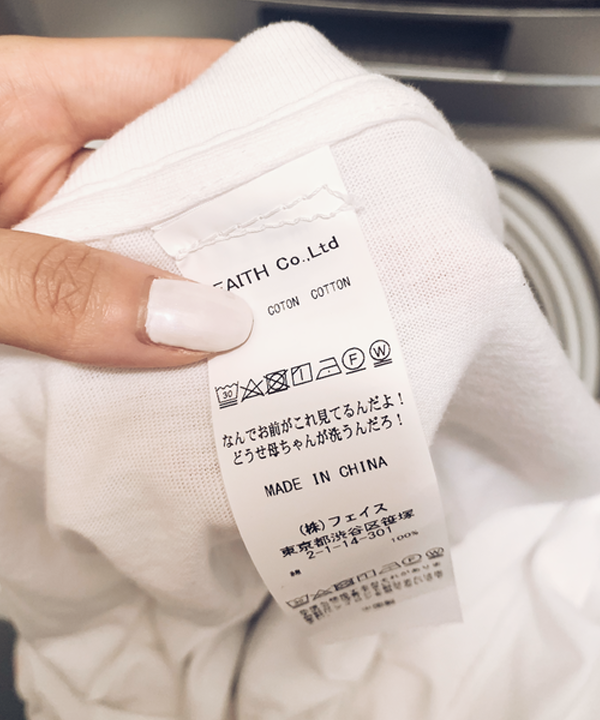 FAITH Co.,Ltd
COTON COTTON
30 F W
なんでお前がこれ見てるんだよ！
どうせ母ちゃんが洗うんだろ！
MADE IN CHINA
(株)フェイス
東京都渋谷区笹塚
2-1-14-301
綿 100%